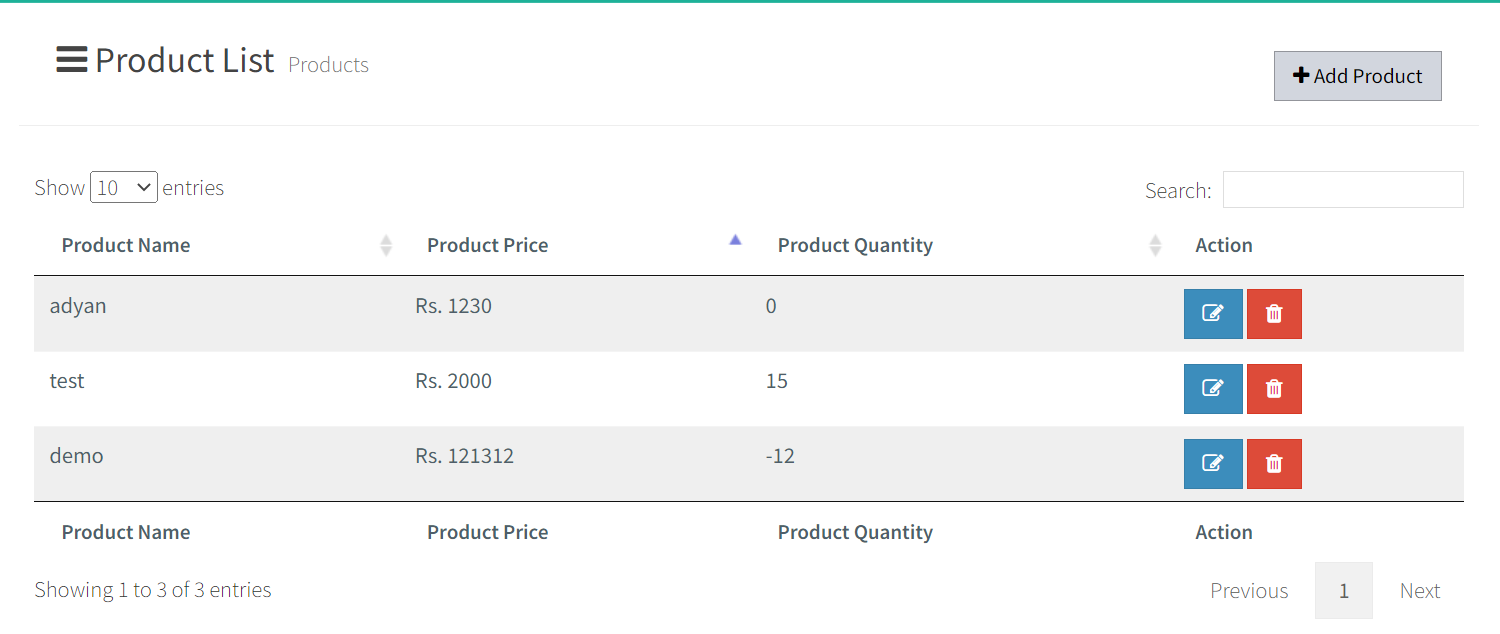 Product List Products
Add Product
Show 10 entries
Search:
Product Name Product Price Product Quantity Action
adyan Rs. 1230 0
test Rs. 2000 15
demo Rs. 121312 -12
Product Name Product Price Product Quantity Action
Showing 1 to 3 of 3 entries
Previous 1 Next